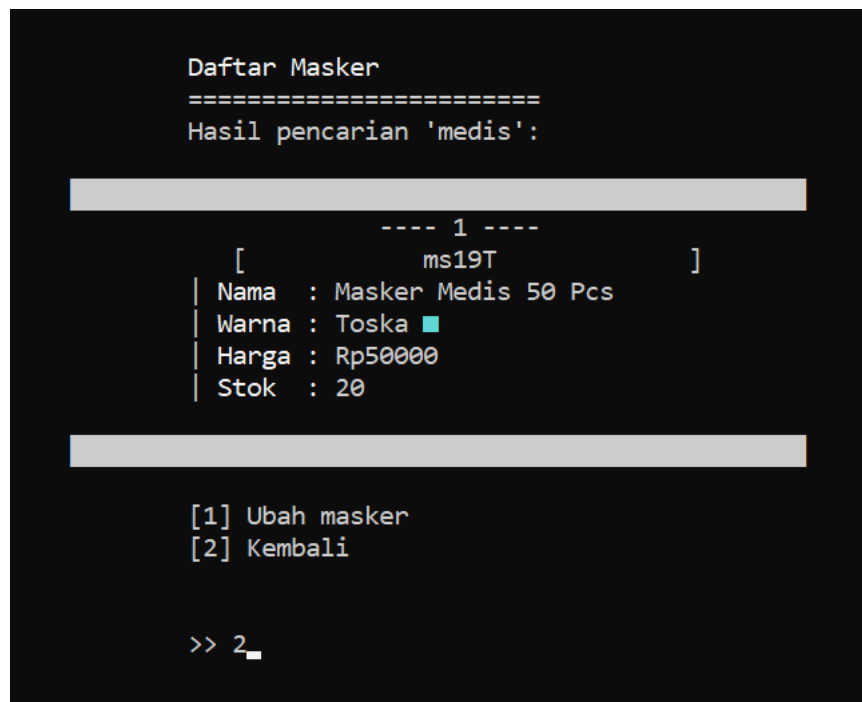 Daftar Masker
========================
Hasil pencarian 'medis':
---- 1 ----
[ ms19T ]
| Nama : Masker Medis 50 Pcs
| Warna : Toska ■
| Harga : Rp50000
| Stok : 20
[1] Ubah masker
[2] Kembali
>> 2_